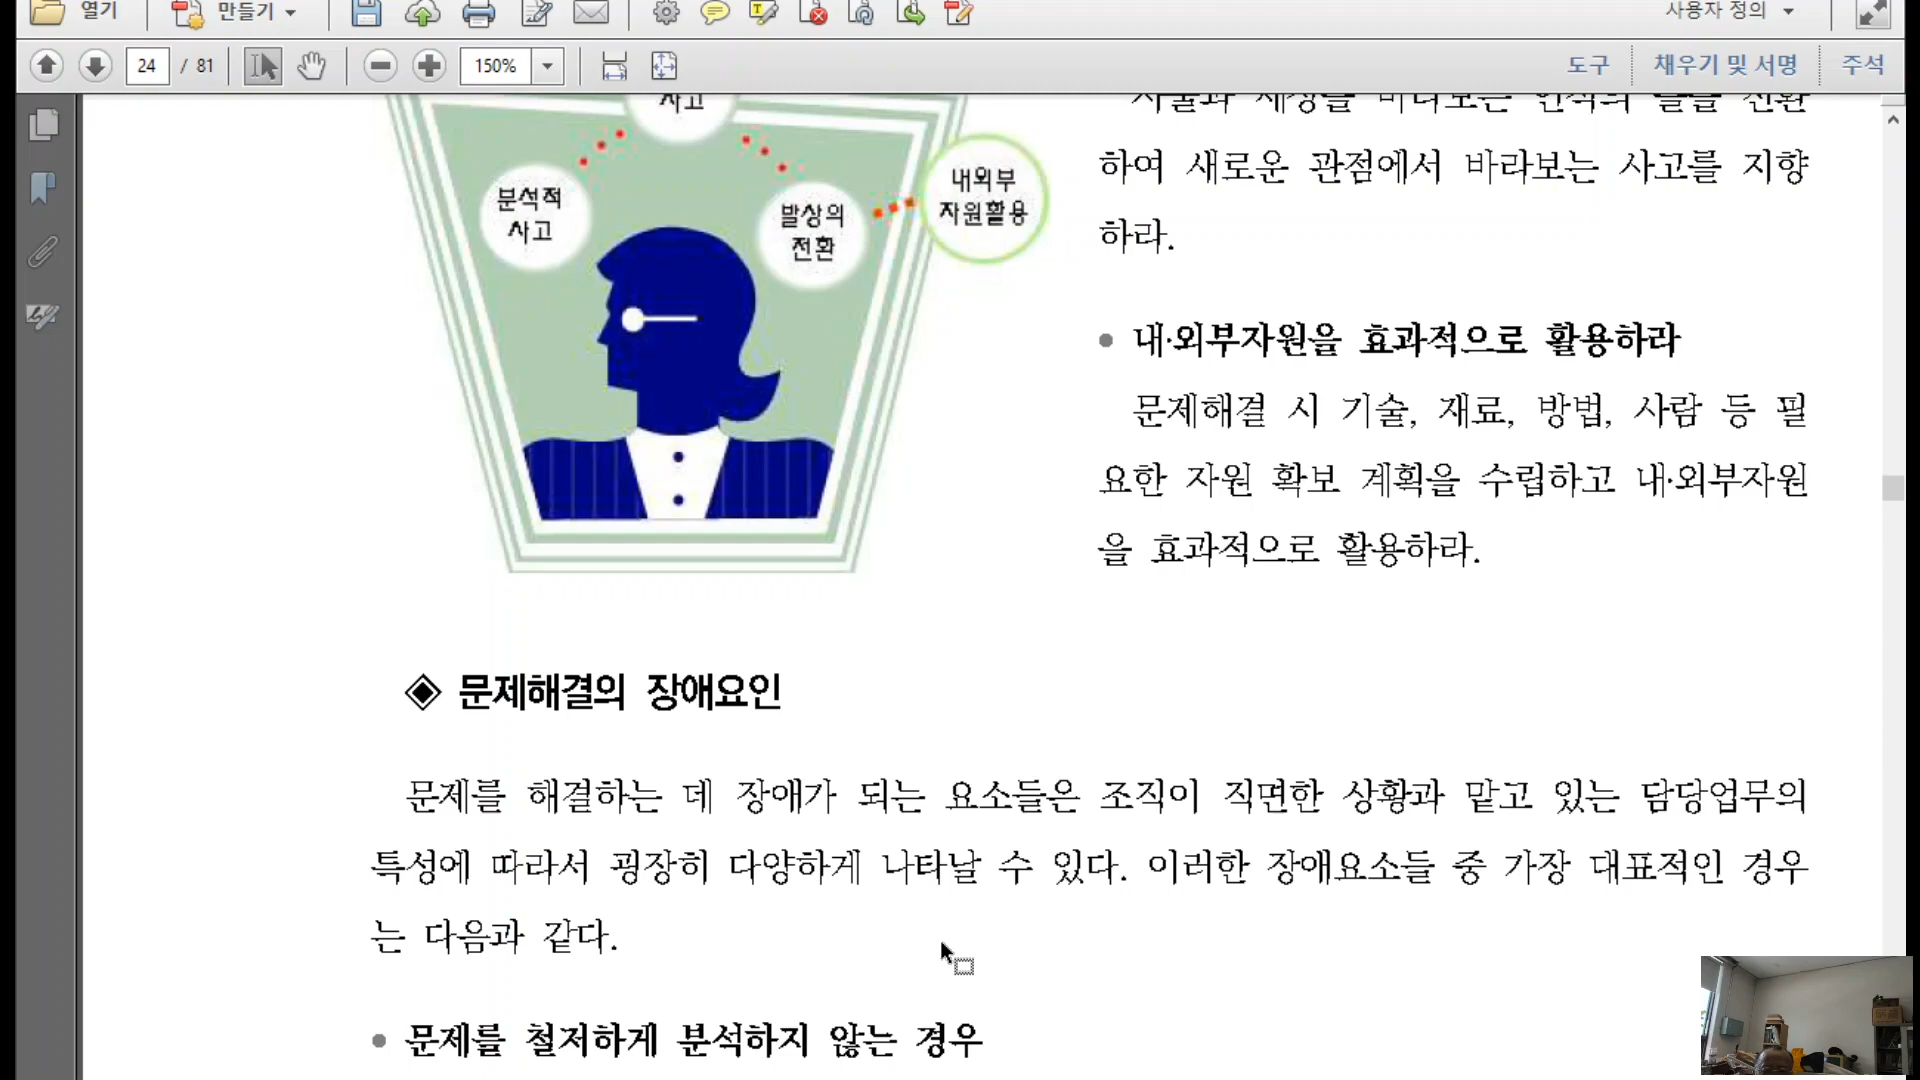 열기
만들기
사용자 정의
24 / 81
150%
도구
채우기 및 서명
주석
사고
분석적
사고
발상의
전환
내외부
자원활용
하여 새로운 관점에서 바라보는 사고를 지향
하라.
내·외부자원을 효과적으로 활용하라
문제해결 시 기술, 재료, 방법, 사람 등 필
요한 자원 확보 계획을 수립하고 내·외부자원
을 효과적으로 활용하라.
◈ 문제해결의 장애요인
문제를 해결하는 데 장애가 되는 요소들은 조직이 직면한 상황과 맡고 있는 담당업무의
특성에 따라서 굉장히 다양하게 나타날 수 있다. 이러한 장애요소들 중 가장 대표적인 경우
는 다음과 같다.
• 문제를 철저하게 분석하지 않는 경우